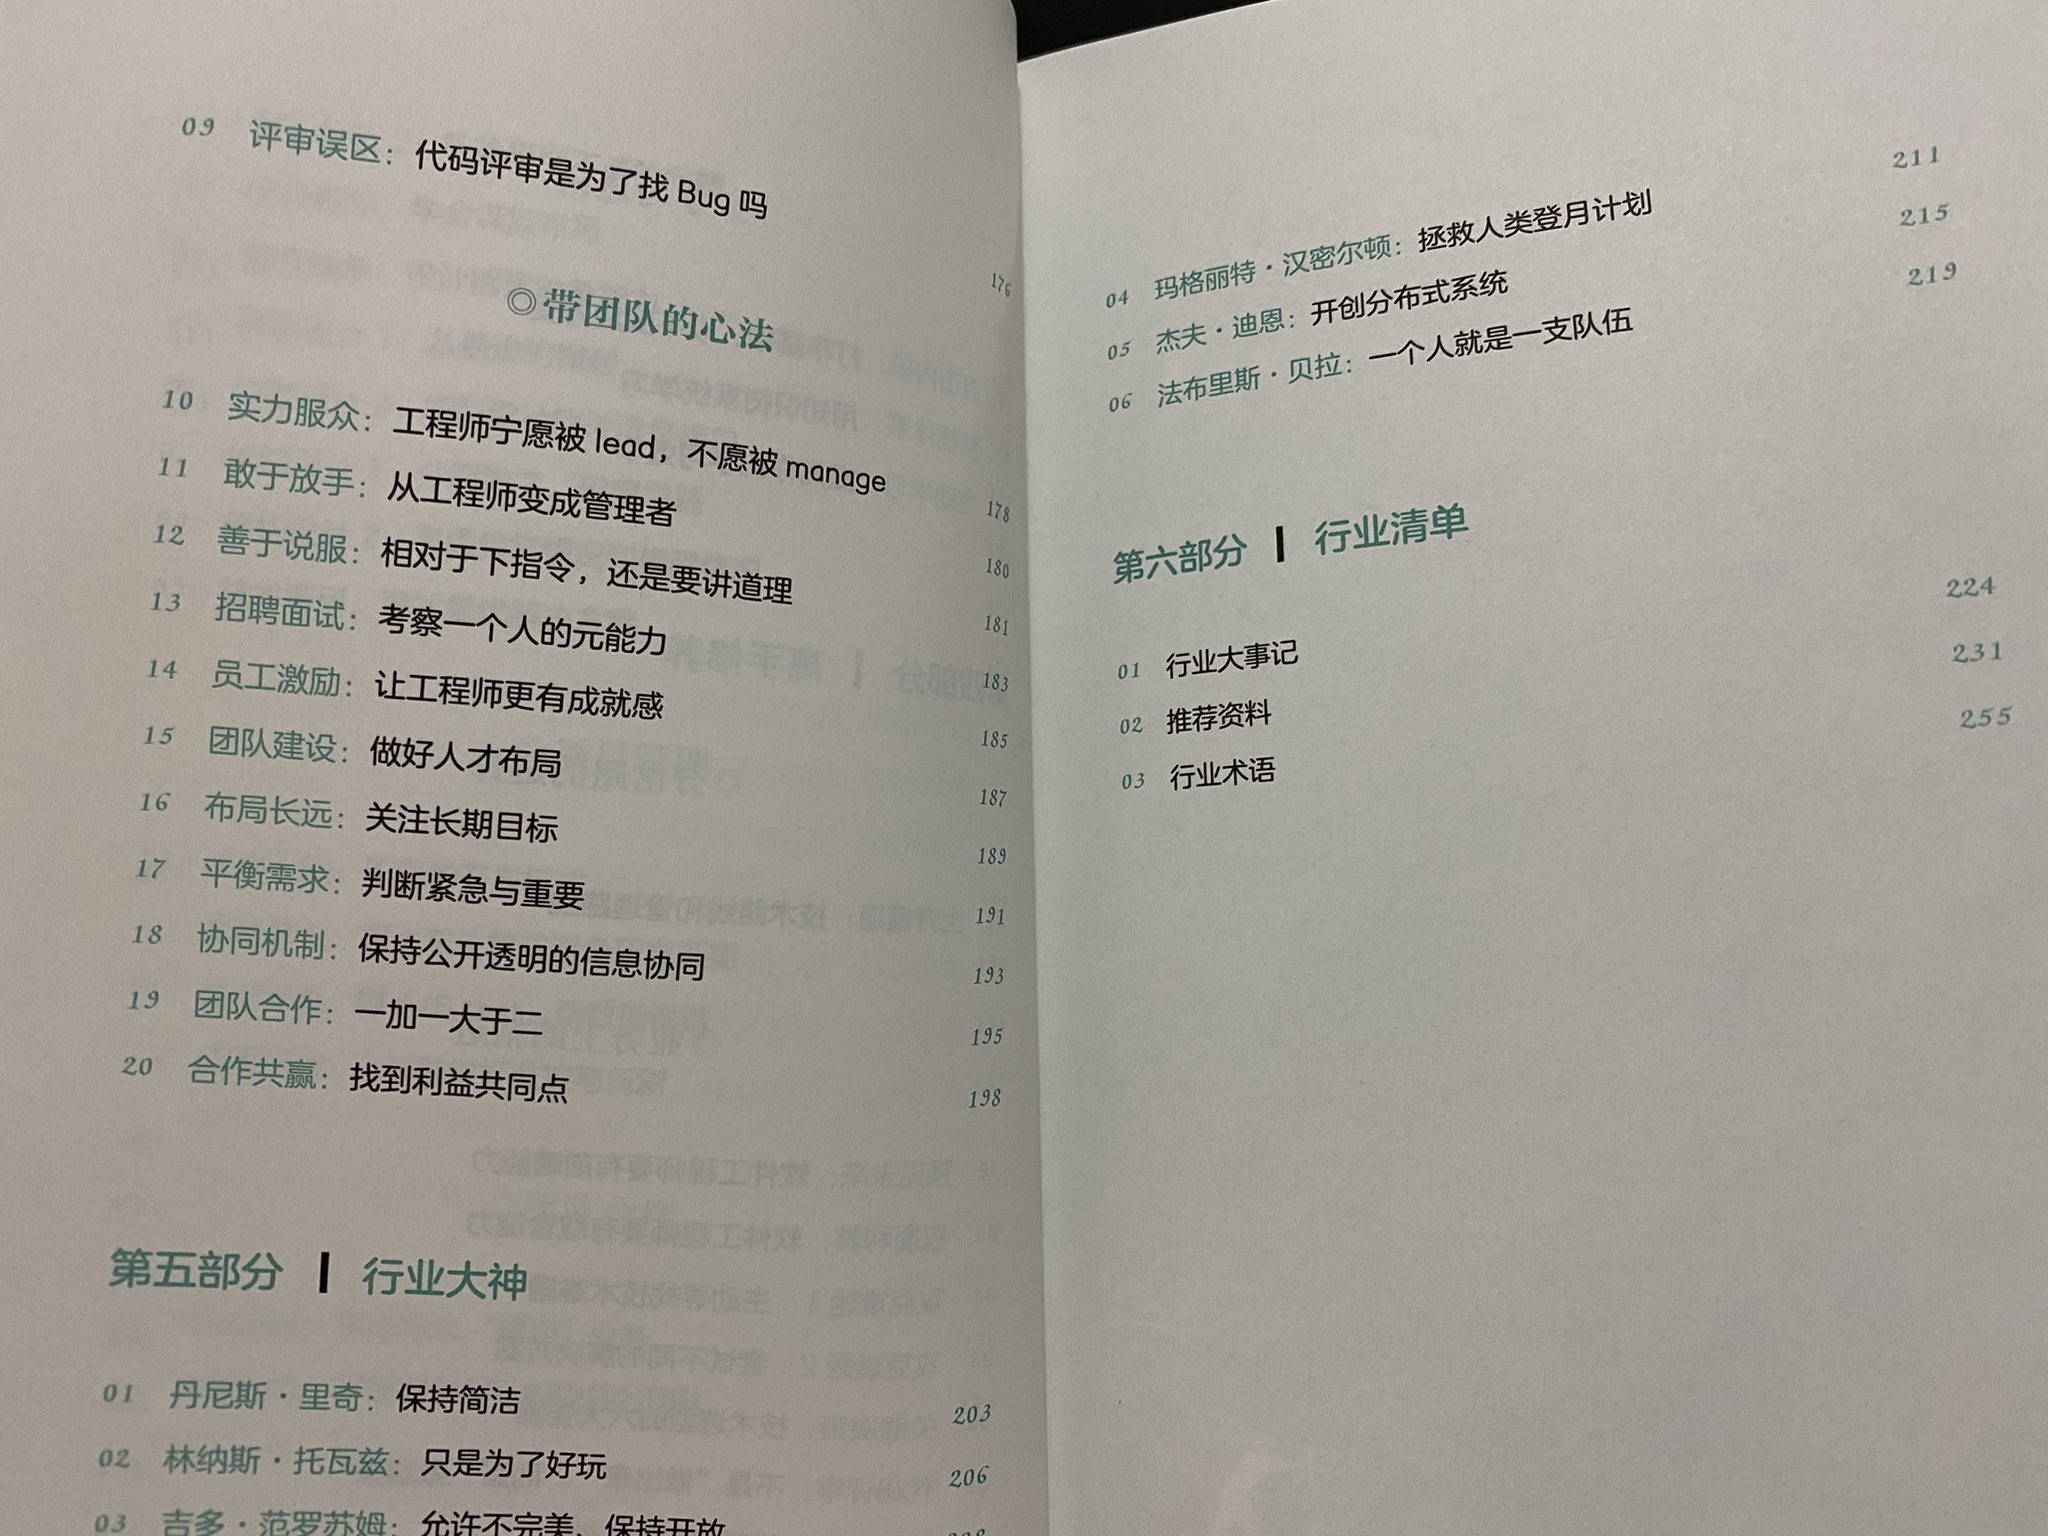 09 评审误区：代码评审是为了找 Bug 吗 176
◎带团队的心法
10 实力服众：工程师宁愿被 lead，不愿被 manage 178
11 敢于放手：从工程师变成管理者 180
12 善于说服：相对于下指令，还是要讲道理 181
13 招聘面试：考察一个人的元能力 183
14 员工激励：让工程师更有成就感 185
15 团队建设：做好人才布局 187
16 布局长远：关注长期目标 189
17 平衡需求：判断紧急与重要 191
18 协同机制：保持公开透明的信息协同 193
19 团队合作：一加一大于二 195
20 合作共赢：找到利益共同点 198
第五部分 | 行业大神
01 丹尼斯·里奇：保持简洁 203
02 林纳斯·托瓦兹：只是为了好玩 206
03 吉多·范罗苏姆：允许不完美，保持开放
04 玛格丽特·汉密尔顿：拯救人类登月计划 211
05 杰夫·迪恩：开创分布式系统 215
06 法布里斯·贝拉：一个人就是一支队伍 219
第六部分 | 行业清单
01 行业大事记 224
02 推荐资料 231
03 行业术语 255